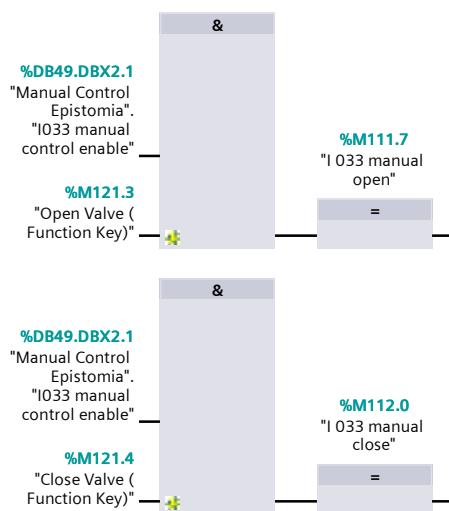 &
%DB49.DBX2.1
"Manual Control
Epistomia".
"I033 manual
control enable"
%M111.7
"I 033 manual
open"
%M121.3
"Open Valve (
Function Key)"
=
&
%DB49.DBX2.1
"Manual Control
Epistomia".
"I033 manual
control enable"
%M112.0
"I 033 manual
close"
%M121.4
"Close Valve (
Function Key)"
=